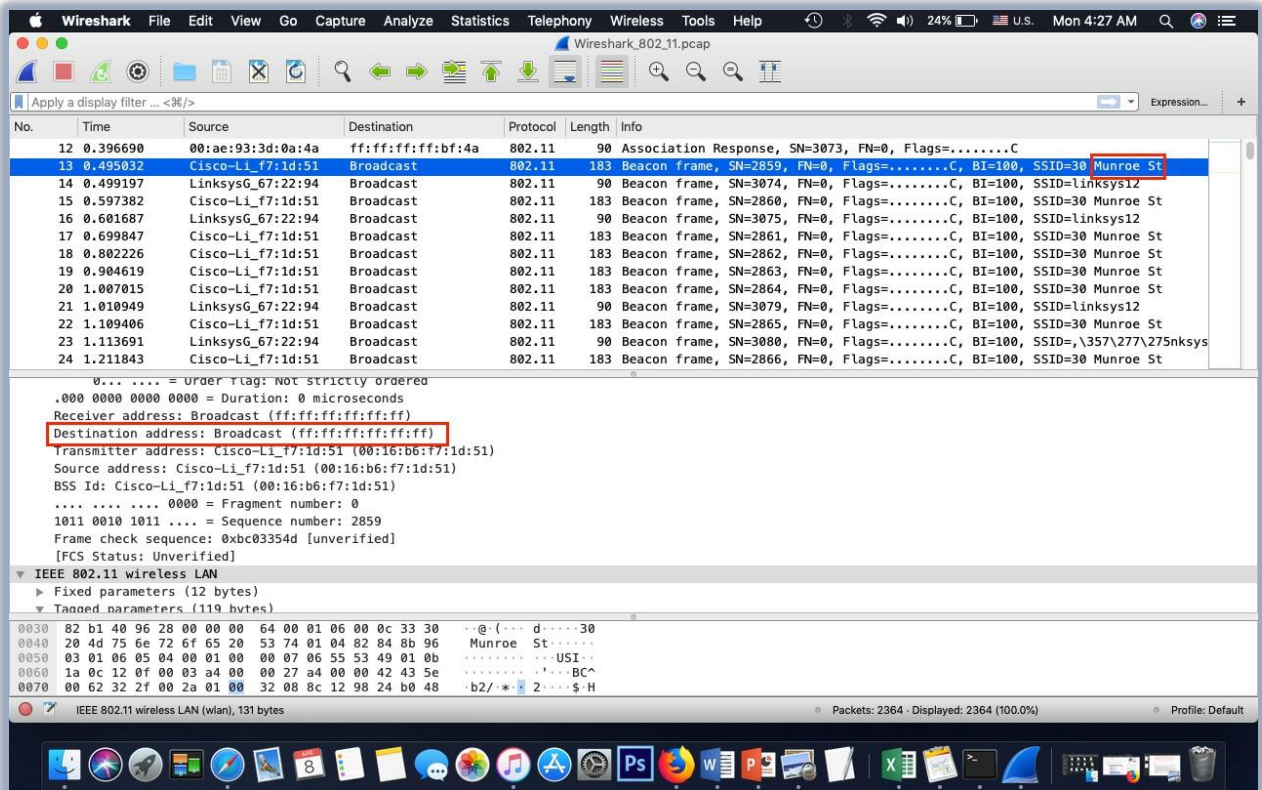 Wireshark File Edit View Go Capture Analyze Statistics Telephony Wireless Tools Help 24% U.S. Mon 4:27 AM
Wireshark_802_11.pcap
Apply a display filter ... <⌘/> Expression... +
No. Time Source Destination Protocol Length Info
12 0.396690 00:ae:93:3d:0a:4a ff:ff:ff:ff:bf:4a 802.11 90 Association Response, SN=3073, FN=0, Flags=........C
13 0.495032 Cisco-Li_f7:1d:51 Broadcast 802.11 183 Beacon frame, SN=2859, FN=0, Flags=........C, BI=100, SSID=30 Munroe St
14 0.499197 LinksysG_67:22:94 Broadcast 802.11 90 Beacon frame, SN=3074, FN=0, Flags=........C, BI=100, SSID=linksys12
15 0.597382 Cisco-Li_f7:1d:51 Broadcast 802.11 183 Beacon frame, SN=2860, FN=0, Flags=........C, BI=100, SSID=30 Munroe St
16 0.601687 LinksysG_67:22:94 Broadcast 802.11 90 Beacon frame, SN=3075, FN=0, Flags=........C, BI=100, SSID=linksys12
17 0.699847 Cisco-Li_f7:1d:51 Broadcast 802.11 183 Beacon frame, SN=2861, FN=0, Flags=........C, BI=100, SSID=30 Munroe St
18 0.802226 Cisco-Li_f7:1d:51 Broadcast 802.11 183 Beacon frame, SN=2862, FN=0, Flags=........C, BI=100, SSID=30 Munroe St
19 0.904619 Cisco-Li_f7:1d:51 Broadcast 802.11 183 Beacon frame, SN=2863, FN=0, Flags=........C, BI=100, SSID=30 Munroe St
20 1.007015 Cisco-Li_f7:1d:51 Broadcast 802.11 183 Beacon frame, SN=2864, FN=0, Flags=........C, BI=100, SSID=30 Munroe St
21 1.010949 LinksysG_67:22:94 Broadcast 802.11 90 Beacon frame, SN=3079, FN=0, Flags=........C, BI=100, SSID=linksys12
22 1.109406 Cisco-Li_f7:1d:51 Broadcast 802.11 183 Beacon frame, SN=2865, FN=0, Flags=........C, BI=100, SSID=30 Munroe St
23 1.113691 LinksysG_67:22:94 Broadcast 802.11 90 Beacon frame, SN=3080, FN=0, Flags=........C, BI=100, SSID=,\357\277\275nksys
24 1.211843 Cisco-Li_f7:1d:51 Broadcast 802.11 183 Beacon frame, SN=2866, FN=0, Flags=........C, BI=100, SSID=30 Munroe St
0... .... = Order flag: Not strictly ordered
.000 0000 0000 0000 = Duration: 0 microseconds
Receiver address: Broadcast (ff:ff:ff:ff:ff:ff)
Destination address: Broadcast (ff:ff:ff:ff:ff:ff)
Transmitter address: Cisco-Li_f7:1d:51 (00:16:b6:f7:1d:51)
Source address: Cisco-Li_f7:1d:51 (00:16:b6:f7:1d:51)
BSS Id: Cisco-Li_f7:1d:51 (00:16:b6:f7:1d:51)
.... .... .... 0000 = Fragment number: 0
1011 0010 1011 .... = Sequence number: 2859
Frame check sequence: 0xbc03354d [unverified]
[FCS Status: Unverified]
IEEE 802.11 wireless LAN
Fixed parameters (12 bytes)
Tagged parameters (119 bytes)
0030 82 b1 40 96 28 00 00 00 64 00 01 06 00 0c 33 30 ··@·(··· d·····30
0040 20 4d 75 6e 72 6f 65 20 53 74 01 04 82 84 8b 96 Munroe St······
0050 03 01 06 05 04 00 01 00 00 07 06 55 53 49 01 0b ········ ···USI··
0060 1a 0c 12 0f 00 03 a4 00 00 27 a4 00 00 42 43 5e ········ ·'···BC^
0070 00 62 32 2f 00 2a 01 00 32 08 8c 12 98 24 b0 48 ·b2/·*·· 2····$·H
IEEE 802.11 wireless LAN (wlan), 131 bytes Packets: 2364 · Displayed: 2364 (100.0%) Profile: Default
APR
8
Ps
W
P
X